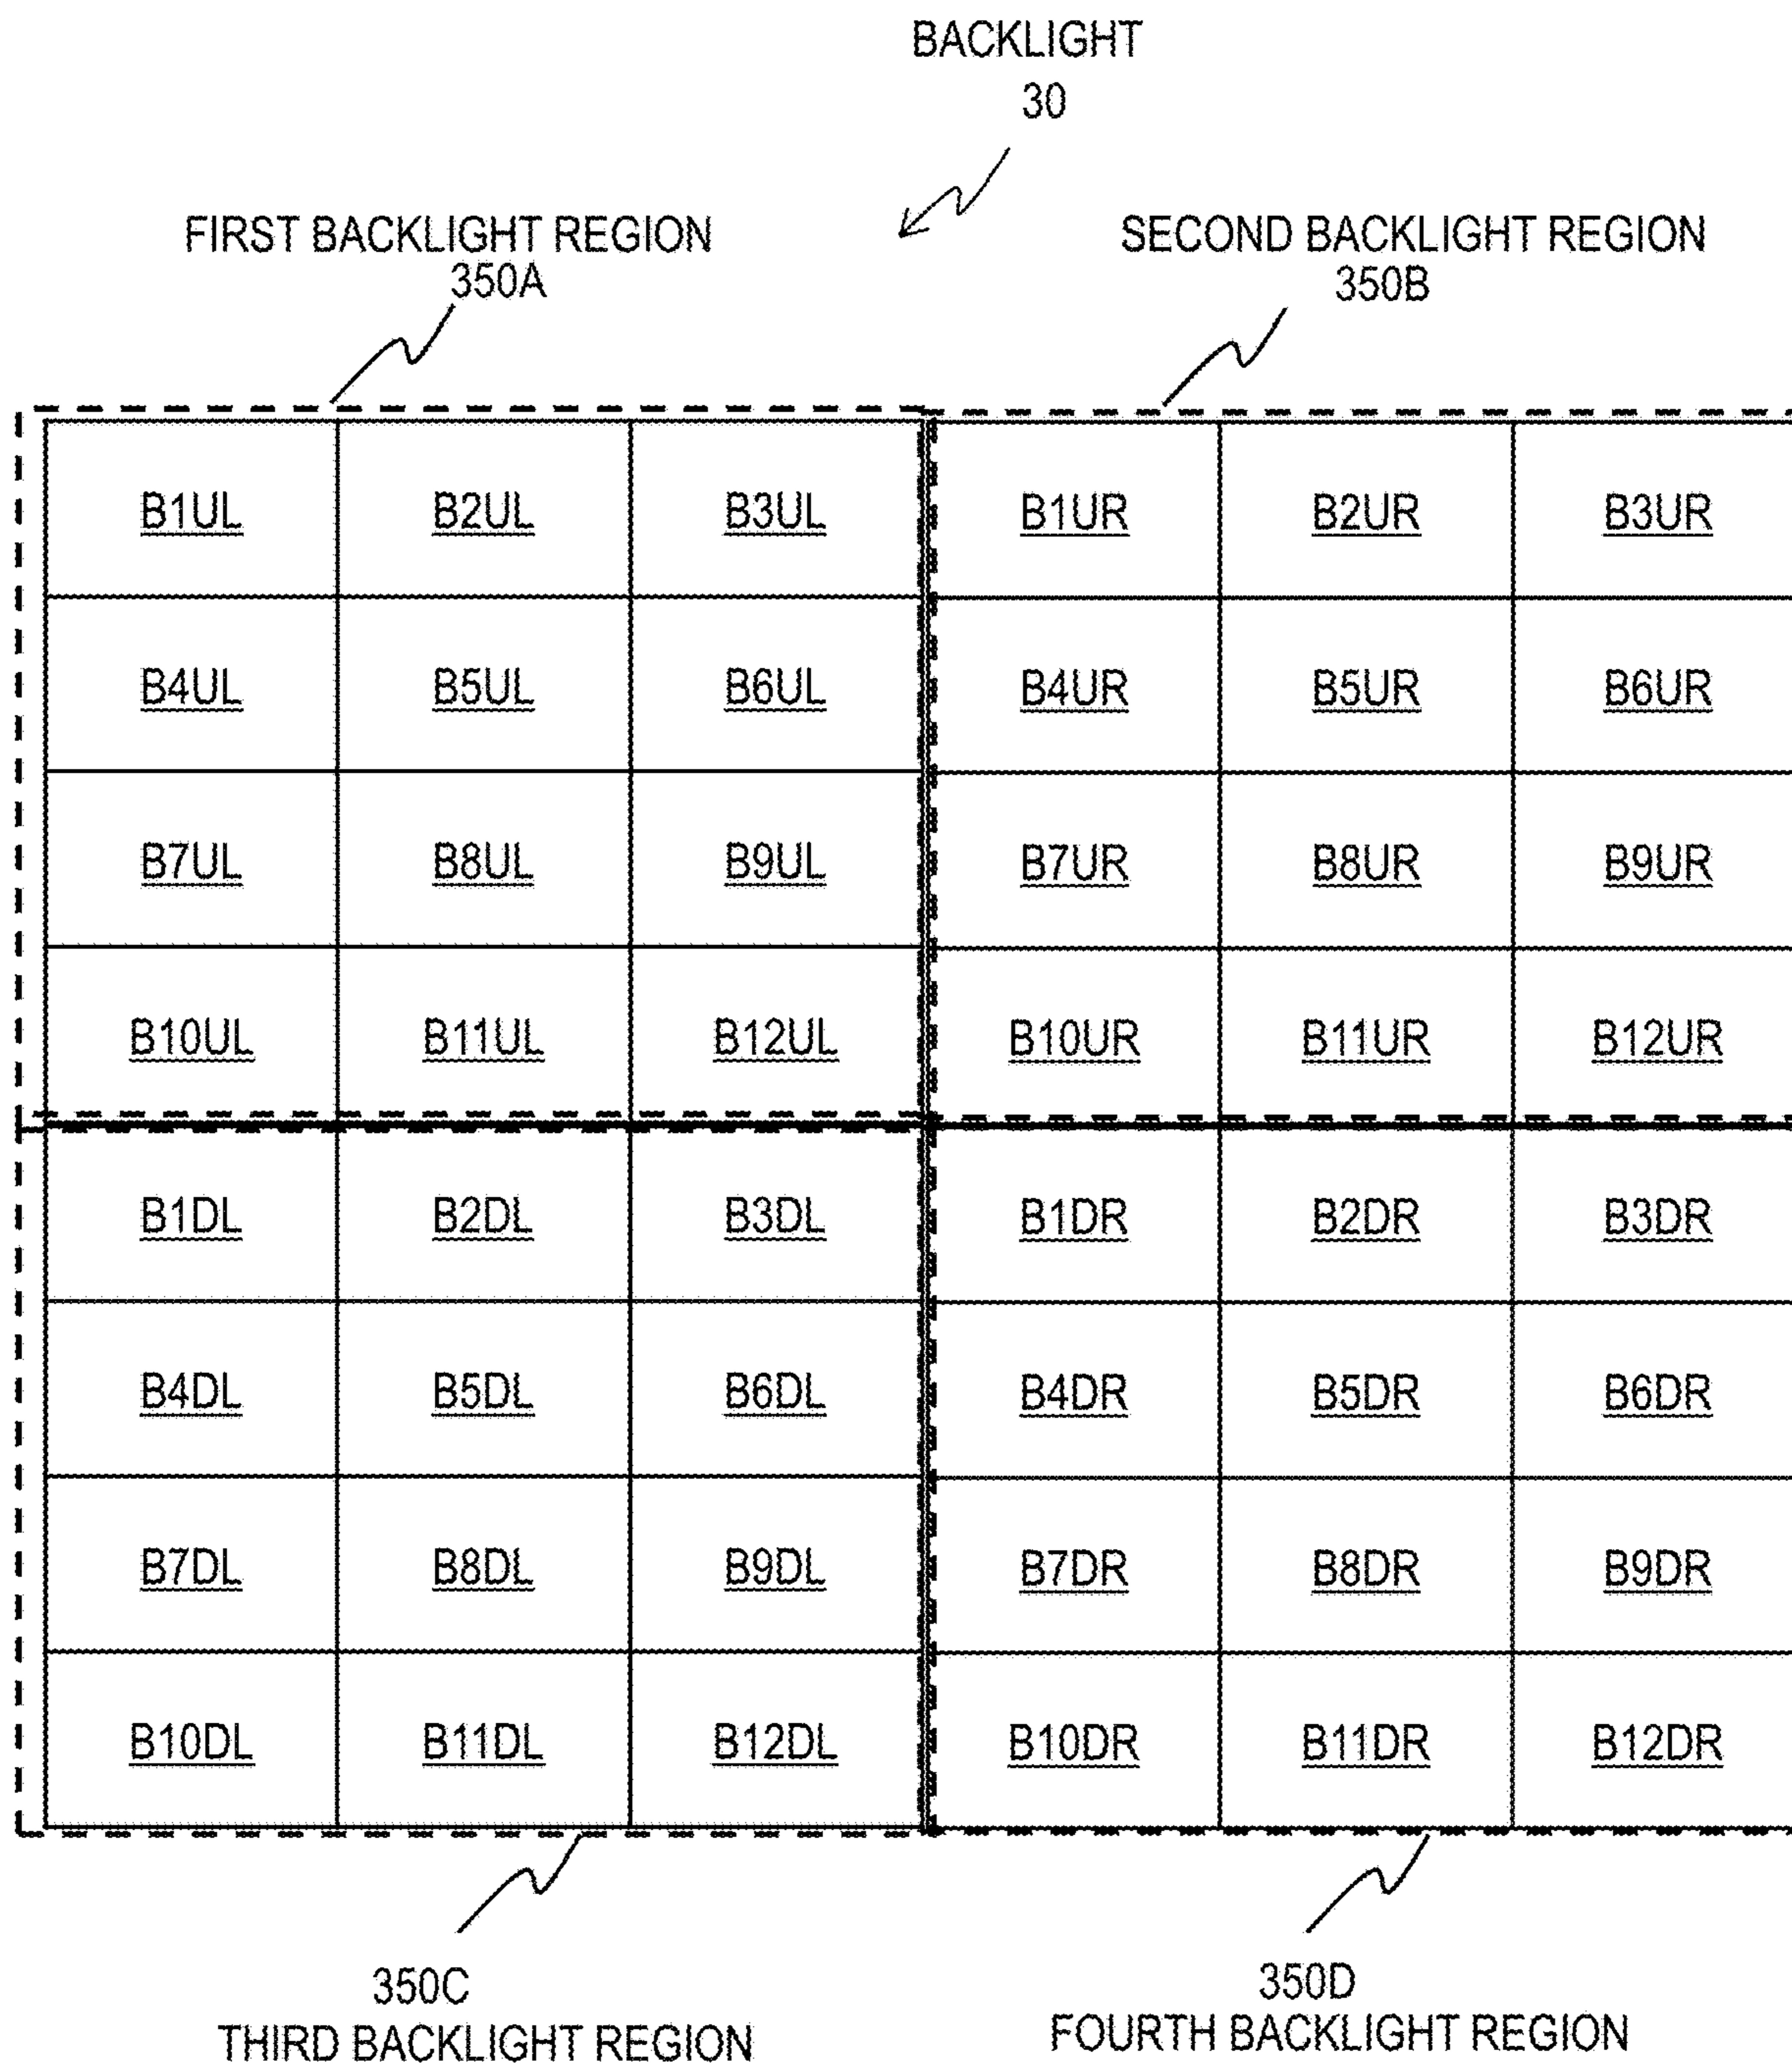 BACKLIGHT
30
FIRST BACKLIGHT REGION
350A
SECOND BACKLIGHT REGION
350B
B1UL B2UL B3UL B1UR B2UR B3UR
B4UL B5UL B6UL B4UR B5UR B6UR
B7UL B8UL B9UL B7UR B8UR B9UR
B10UL B11UL B12UL B10UR B11UR B12UR
B1DL B2DL B3DL B1DR B2DR B3DR
B4DL B5DL B6DL B4DR B5DR B6DR
B7DL B8DL B9DL B7DR B8DR B9DR
B10DL B11DL B12DL B10DR B11DR B12DR
350C
THIRD BACKLIGHT REGION
350D
FOURTH BACKLIGHT REGION